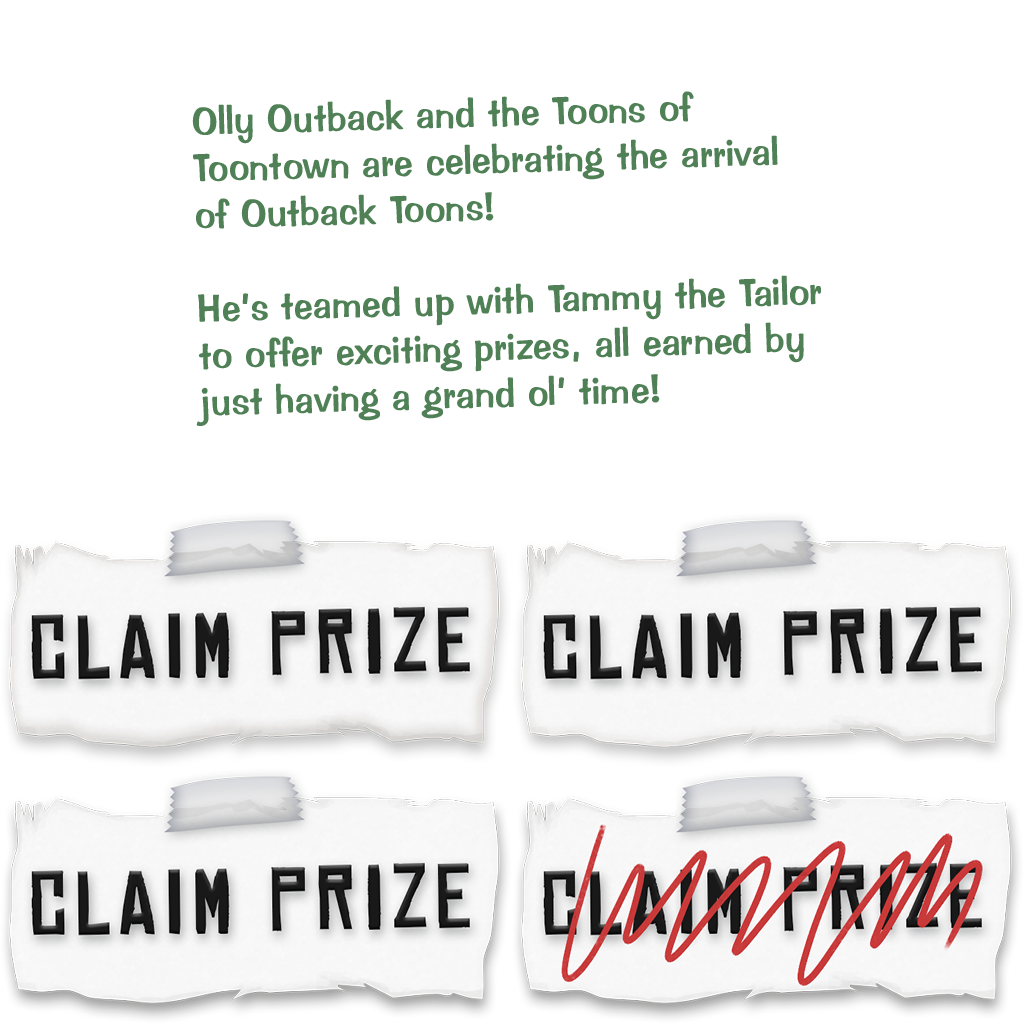 Olly Outback and the Toons of
Toontown are celebrating the arrival
of Outback Toons!
He's teamed up with Tammy the Tailor
to offer exciting prizes, all earned by
just having a grand ol' time!
CLAIM PRIZE
CLAIM PRIZE
CLAIM PRIZE
CLAIM PRIZE